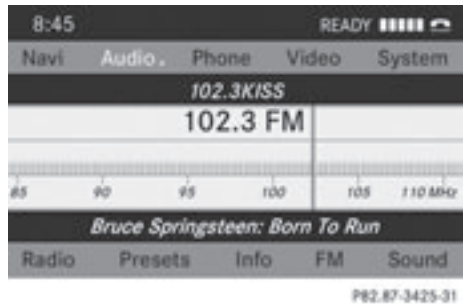 8:45 READY
Navi Audio. Phone Video System
102.3KISS
102.3 FM
85 90 95 100 105 110 MHz
Bruce Springsteen: Born To Run
Radio Presets Info FM Sound
P82.87-3425-31